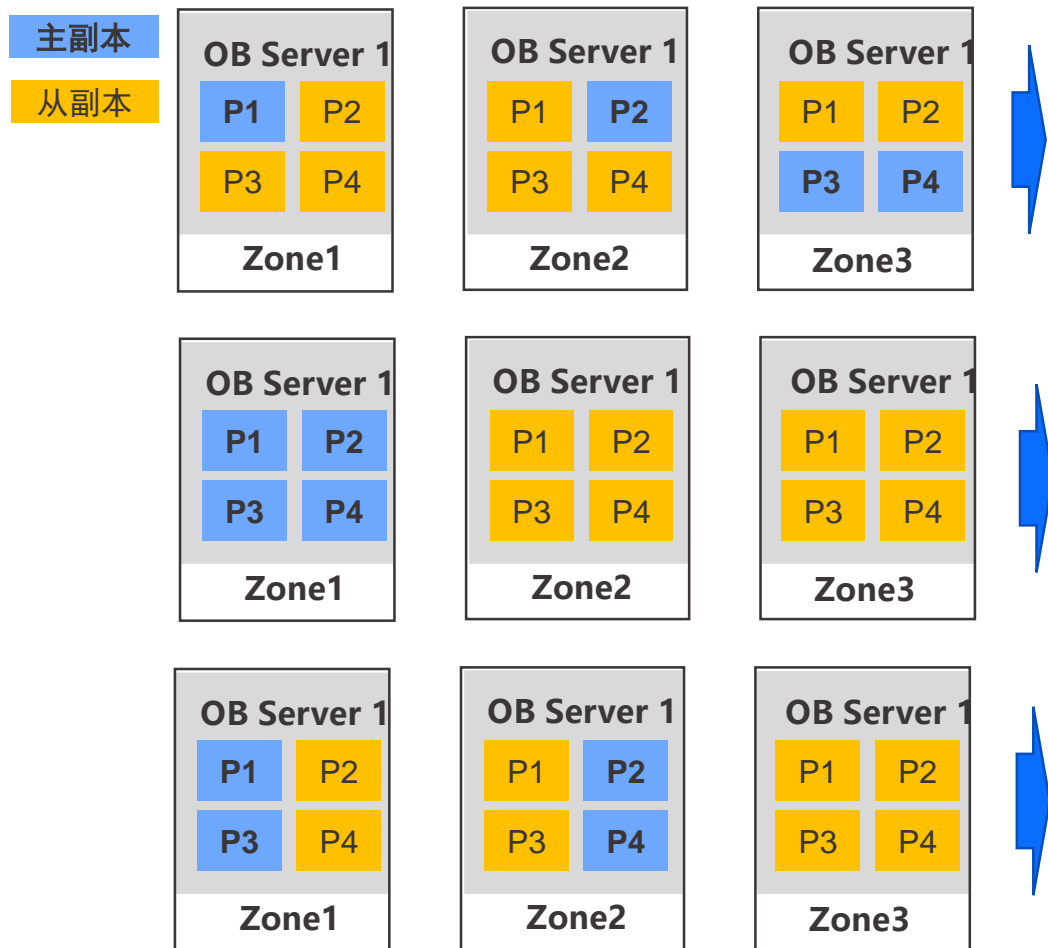 主副本
从副本
OB Server 1
P1 P2
P3 P4
Zone1
OB Server 1
P1 P2
P3 P4
Zone2
OB Server 1
P1 P2
P3 P4
Zone3
OB Server 1
P1 P2
P3 P4
Zone1
OB Server 1
P1 P2
P3 P4
Zone2
OB Server 1
P1 P2
P3 P4
Zone3
OB Server 1
P1 P2
P3 P4
Zone1
OB Server 1
P1 P2
P3 P4
Zone2
OB Server 1
P1 P2
P3 P4
Zone3